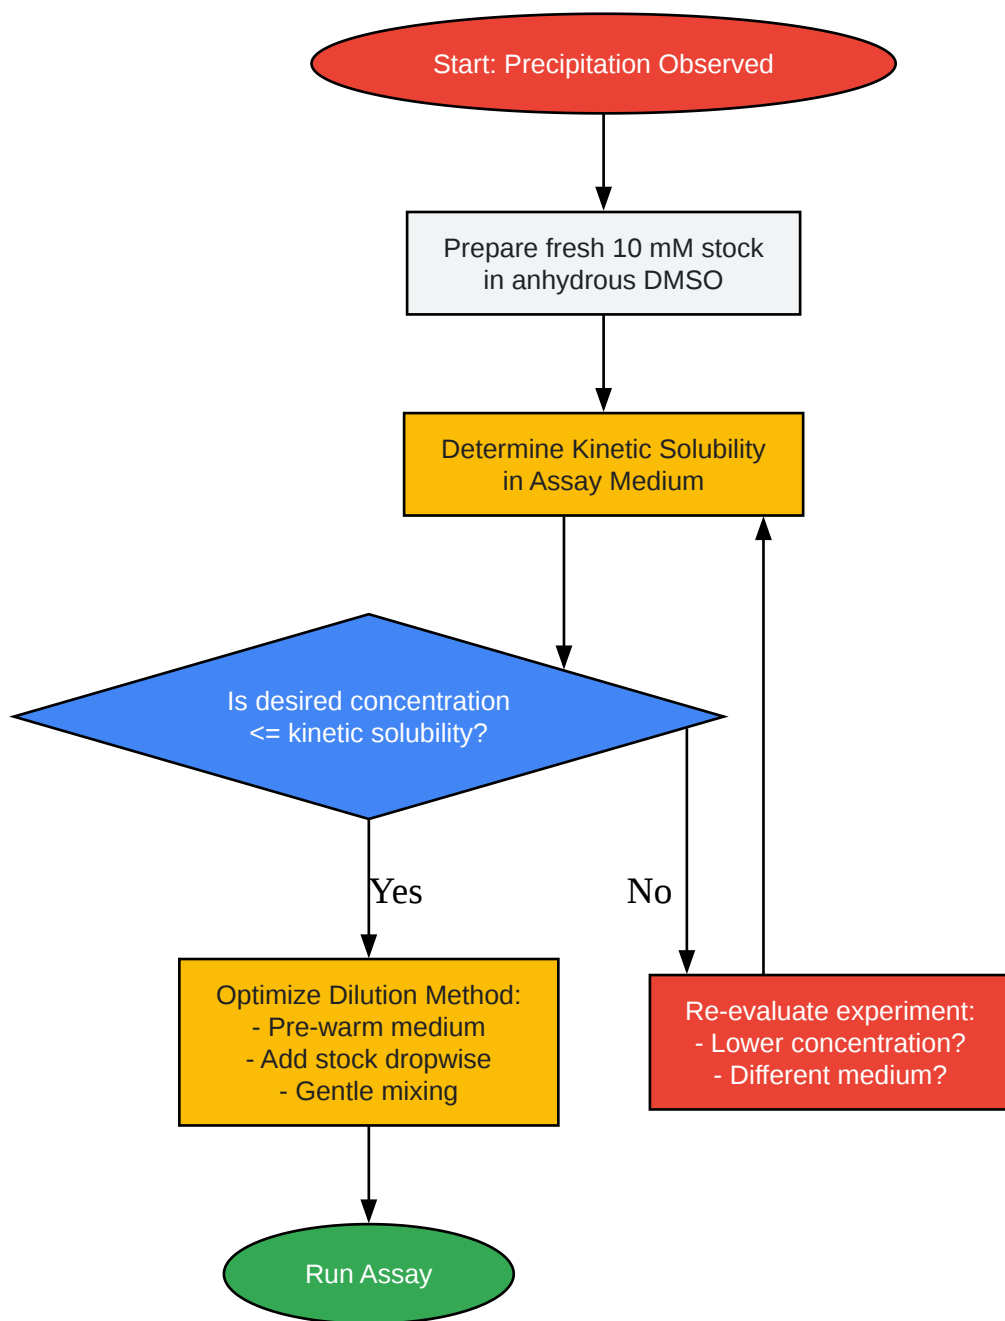 Start: Precipitation Observed
Prepare fresh 10 mM stock
in anhydrous DMSO
Determine Kinetic Solubility
in Assay Medium
Is desired concentration
<= kinetic solubility?
Yes
No
Optimize Dilution Method:
- Pre-warm medium
- Add stock dropwise
- Gentle mixing
Re-evaluate experiment:
- Lower concentration?
- Different medium?
Run Assay